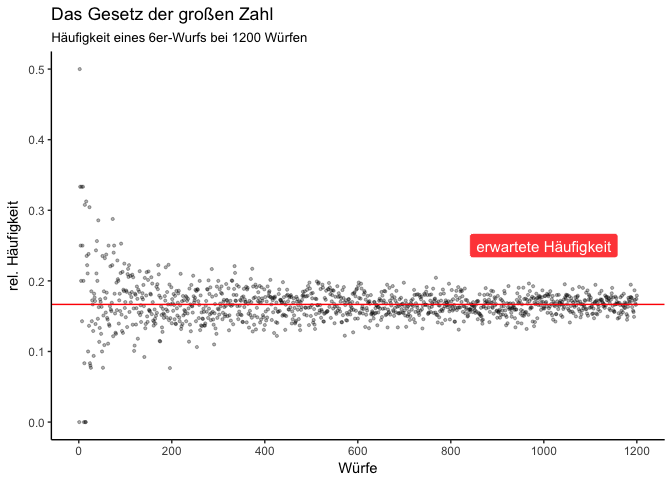 Das Gesetz der großen Zahl
Häufigkeit eines 6er-Wurfs bei 1200 Würfen
rel. Häufigkeit
0.5
0.4
0.3
0.2
0.1
0.0
erwartete Häufigkeit
0 200 400 600 800 1000 1200
Würfe